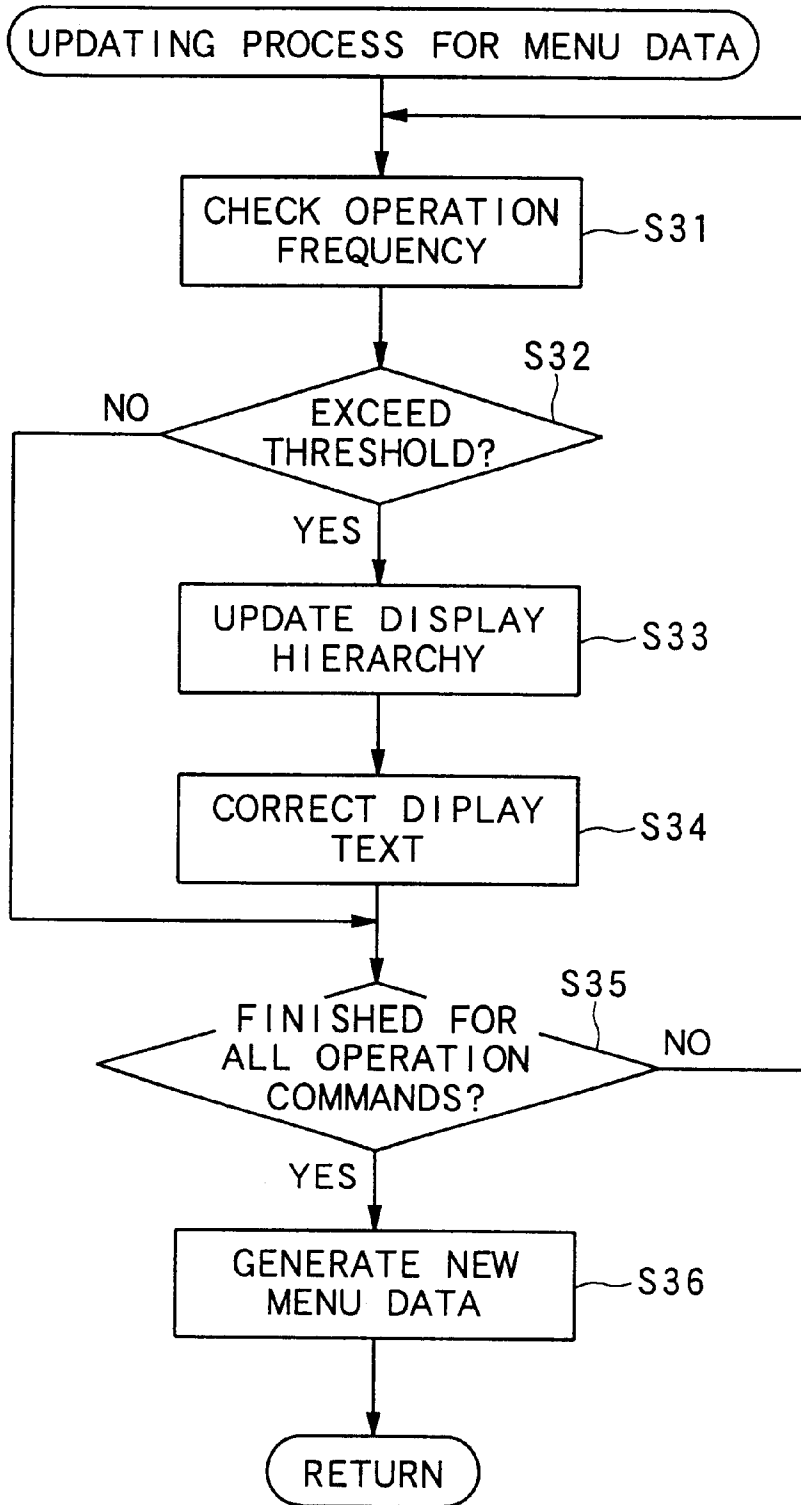 UPDATING PROCESS FOR MENU DATA
CHECK OPERATION
FREQUENCY
S31
S32
NO
EXCEED
THRESHOLD?
YES
UPDATE DISPLAY
HIERARCHY
S33
CORRECT DIPLAY
TEXT
S34
S35
FINISHED FOR
ALL OPERATION
COMMANDS?
NO
YES
GENERATE NEW
MENU DATA
S36
RETURN